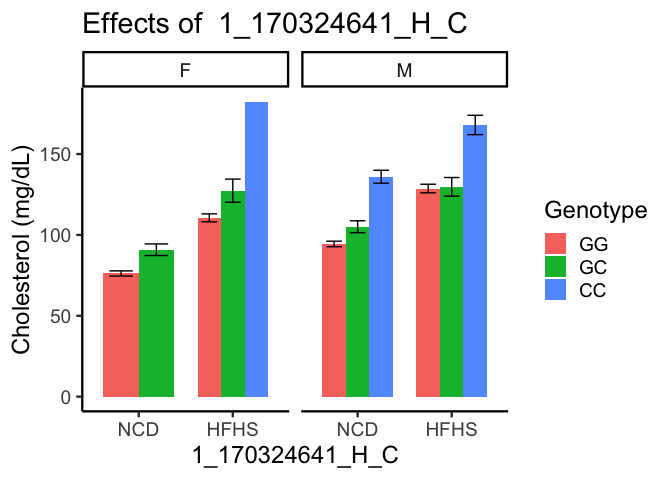 Effects of  1_170324641_H_C
F
M
Cholesterol (mg/dL)
150
100
50
0
NCD
HFHS
NCD
HFHS
1_170324641_H_C
Genotype
GG
GC
CC